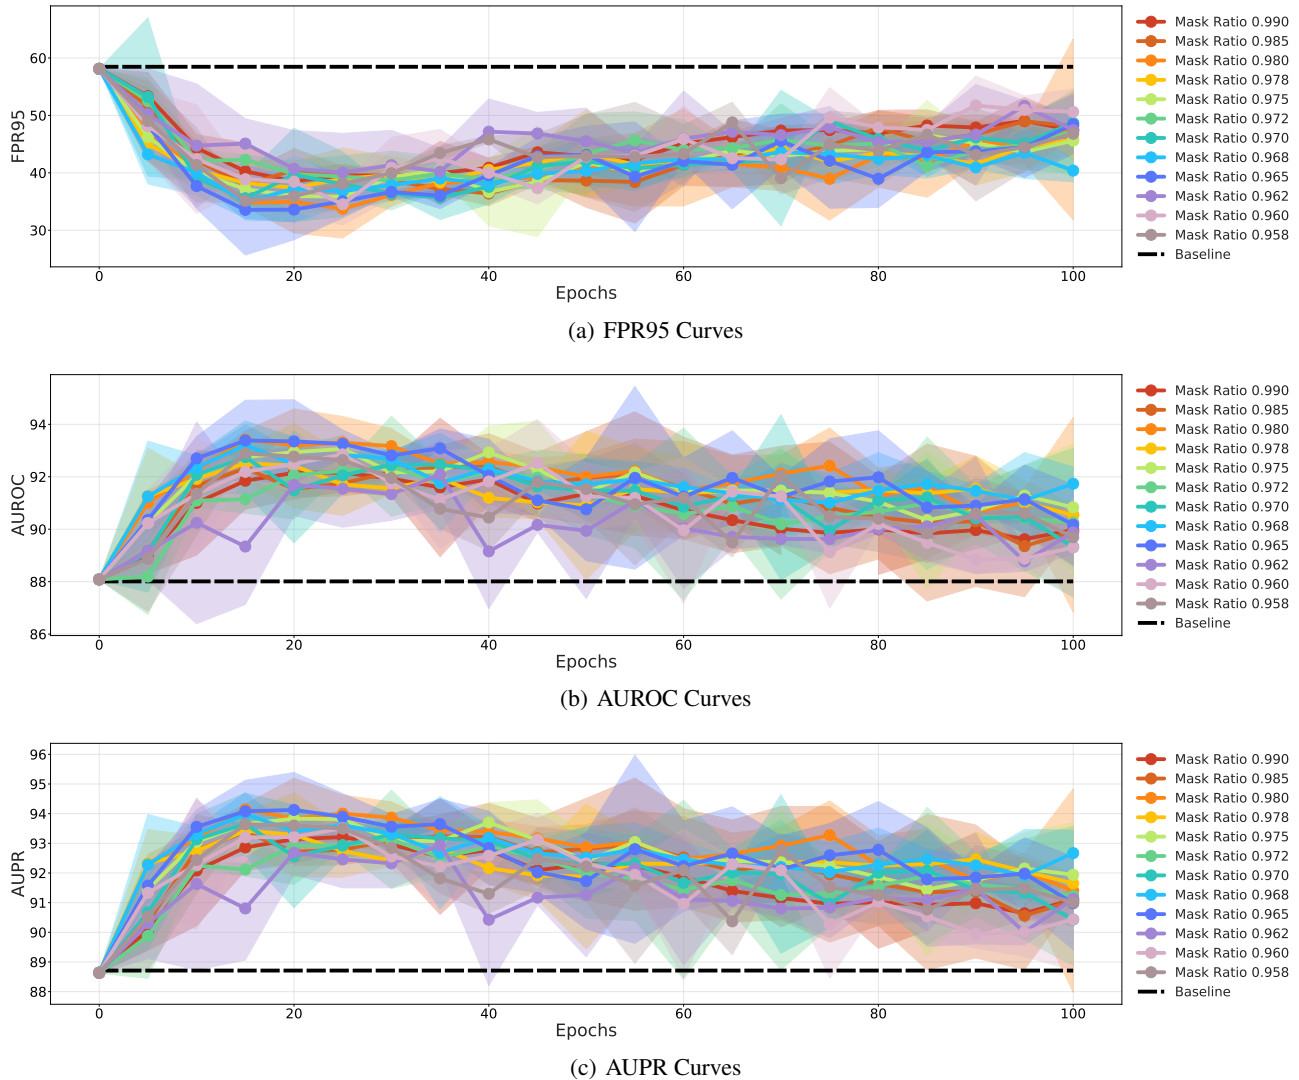 60
50
40
30
FPR95
0
20
40
60
80
100
Epochs
Mask Ratio 0.990
Mask Ratio 0.985
Mask Ratio 0.980
Mask Ratio 0.978
Mask Ratio 0.975
Mask Ratio 0.972
Mask Ratio 0.970
Mask Ratio 0.968
Mask Ratio 0.965
Mask Ratio 0.962
Mask Ratio 0.960
Mask Ratio 0.958
Baseline
(a) FPR95 Curves
94
92
90
88
86
AUROC
0
20
40
60
80
100
Epochs
Mask Ratio 0.990
Mask Ratio 0.985
Mask Ratio 0.980
Mask Ratio 0.978
Mask Ratio 0.975
Mask Ratio 0.972
Mask Ratio 0.970
Mask Ratio 0.968
Mask Ratio 0.965
Mask Ratio 0.962
Mask Ratio 0.960
Mask Ratio 0.958
Baseline
(b) AUROC Curves
96
95
94
93
92
91
90
89
88
AUPR
0
20
40
60
80
100
Epochs
Mask Ratio 0.990
Mask Ratio 0.985
Mask Ratio 0.980
Mask Ratio 0.978
Mask Ratio 0.975
Mask Ratio 0.972
Mask Ratio 0.970
Mask Ratio 0.968
Mask Ratio 0.965
Mask Ratio 0.962
Mask Ratio 0.960
Mask Ratio 0.958
Baseline
(c) AUPR Curves